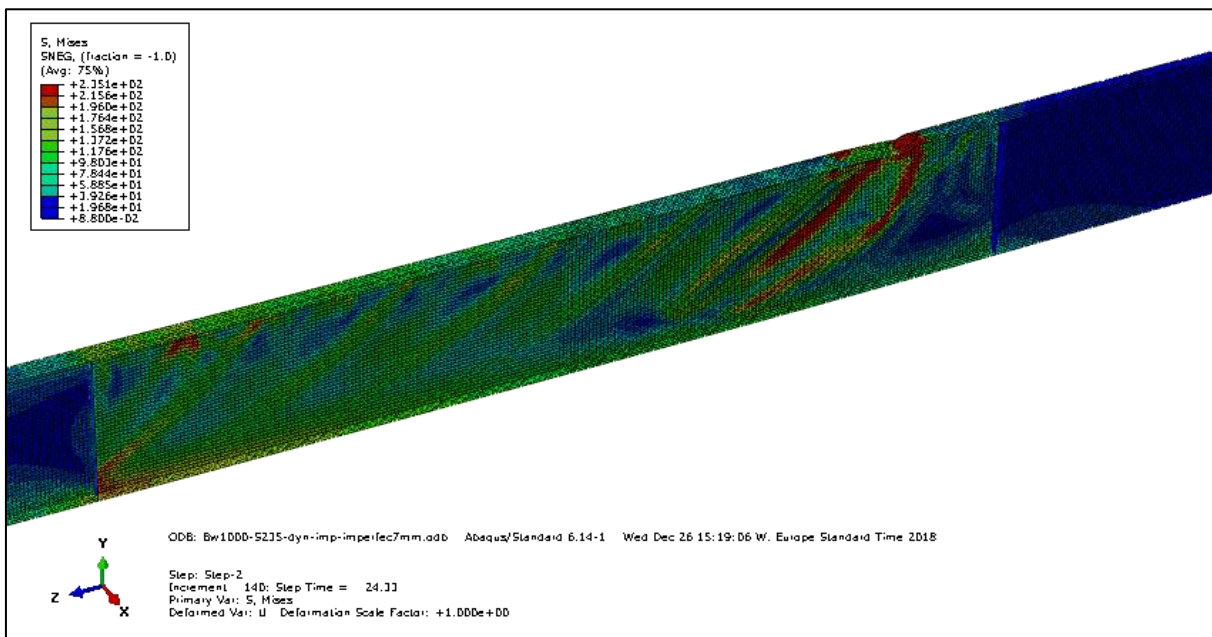 S, Mises
SNEG, (fraction = -1.0)
(Avg: 75%)
+2.351e+02
+2.156e+02
+1.960e+02
+1.764e+02
+1.568e+02
+1.372e+02
+1.176e+02
+9.803e+01
+7.844e+01
+5.885e+01
+3.926e+01
+1.968e+01
+8.800e-02
ODB: Bw1000-S235-dyn-imp-imperfec7mm.odb Abaqus/Standard 6.14-1 Wed Dec 26 15:19:06 W. Europe Standard Time 2018
Y
Z
X
Step: Step-2
Increment 140: Step Time = 24.33
Primary Var: S, Mises
Deformed Var: U Deformation Scale Factor: +1.000e+00